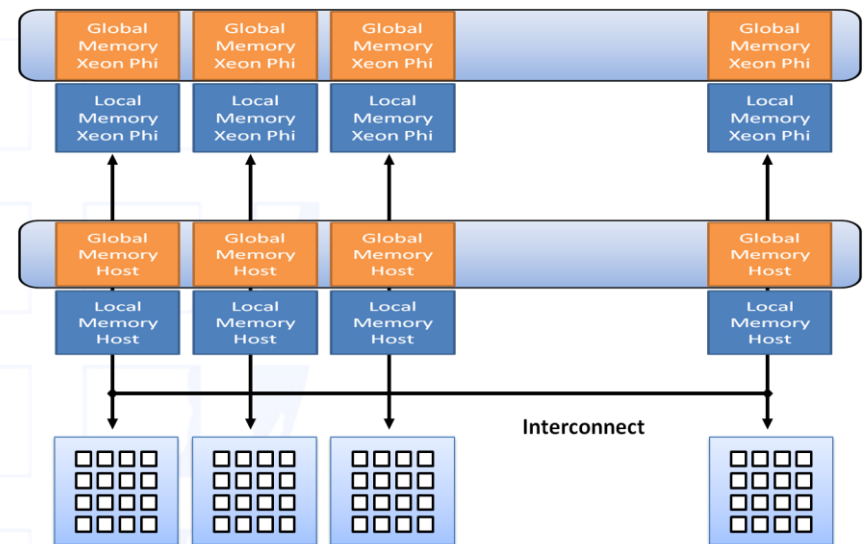 Global Global Global Global
Memory Memory Memory Memory
Xeon Phi Xeon Phi Xeon Phi Xeon Phi
Local Local Local Local
Memory Memory Memory Memory
Xeon Phi Xeon Phi Xeon Phi Xeon Phi
Global Global Global Global
Memory Memory Memory Memory
Host Host Host Host
Local Local Local Local
Memory Memory Memory Memory
Host Host Host Host
Interconnect